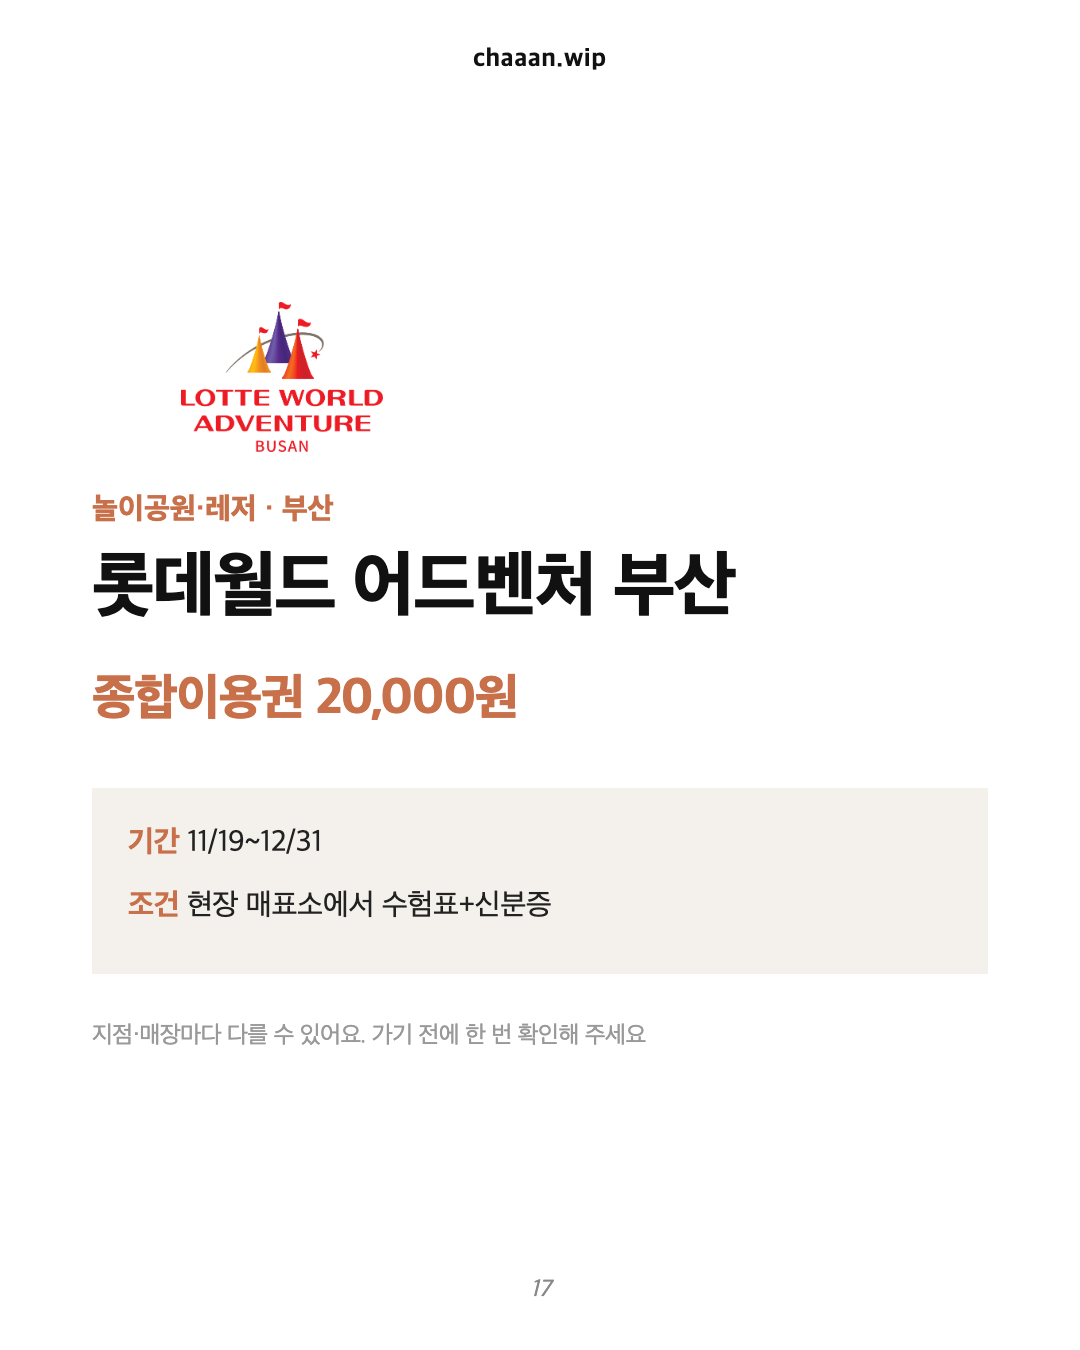 chaaan.wip
LOTTE WORLD
ADVENTURE
BUSAN
놀이공원·레저 · 부산
롯데월드 어드벤처 부산
종합이용권 20,000원
기간 11/19~12/31
조건 현장 매표소에서 수험표+신분증
지점·매장마다 다를 수 있어요. 가기 전에 한 번 확인해 주세요
17